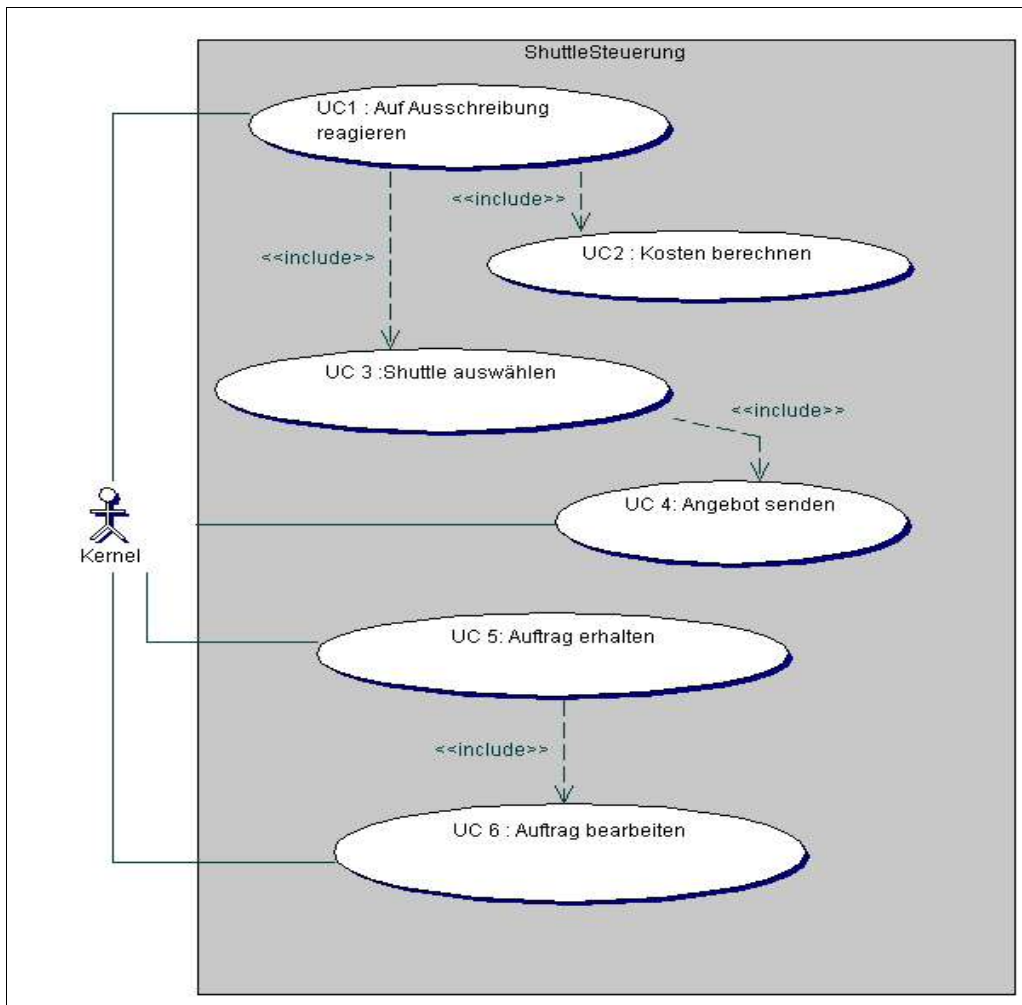 ShuttleSteuerung
UC1 : Auf Ausschreibung
reagieren
<<include>>
UC2 : Kosten berechnen
<<include>>
UC 3 :Shuttle auswählen
<<include>>
UC 4: Angebot senden
Kernel
UC 5: Auftrag erhalten
<<include>>
UC 6 : Auftrag bearbeiten